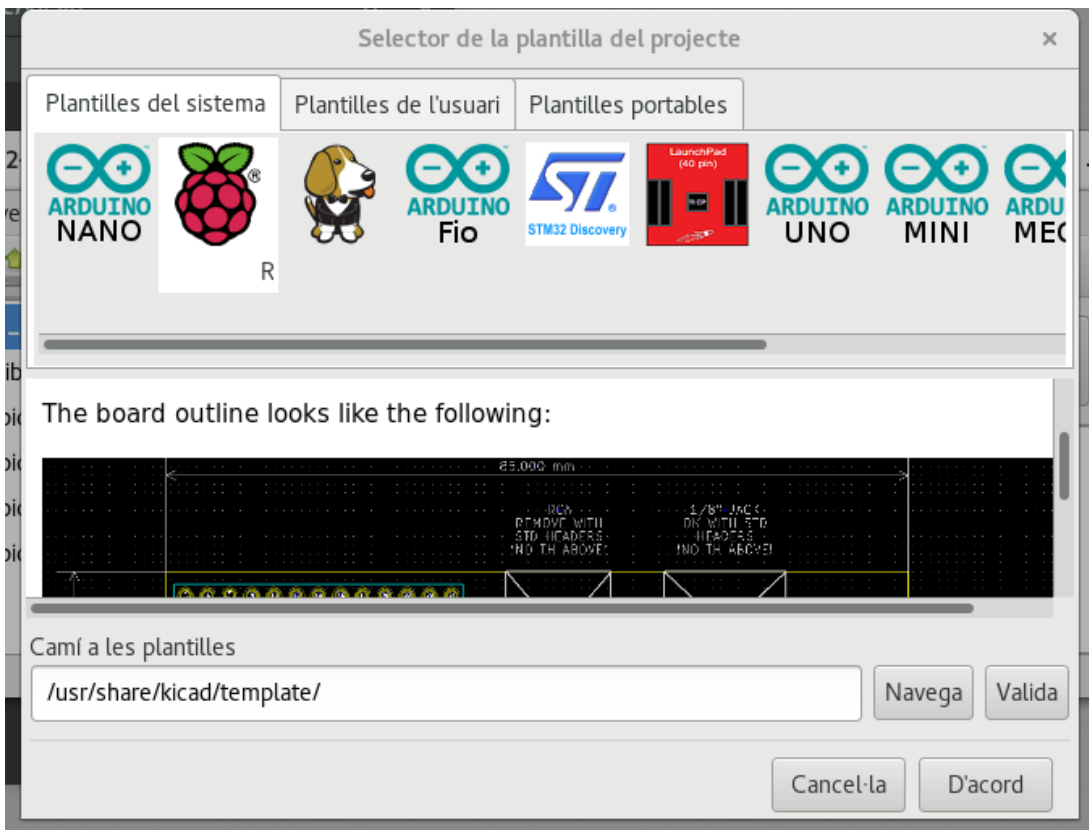 Selector de la plantilla del projecte
Plantilles del sistema Plantilles de l'usuari Plantilles portables
ARDUINO NANO
®
R
ARDUINO Fio
STM32 Discovery
LaunchPad
(40 pin)
ARDUINO UNO
ARDUINO MINI
The board outline looks like the following:
85.000 mm
RCA
REMOVE WITH
STD HEADERS
!NO TH ABOVE!
1/8" JACK
OK WITH STD
HEADERS
!NO TH ABOVE!
Camí a les plantilles
/usr/share/kicad/template/ Navega Valida
Cancel·la D'acord